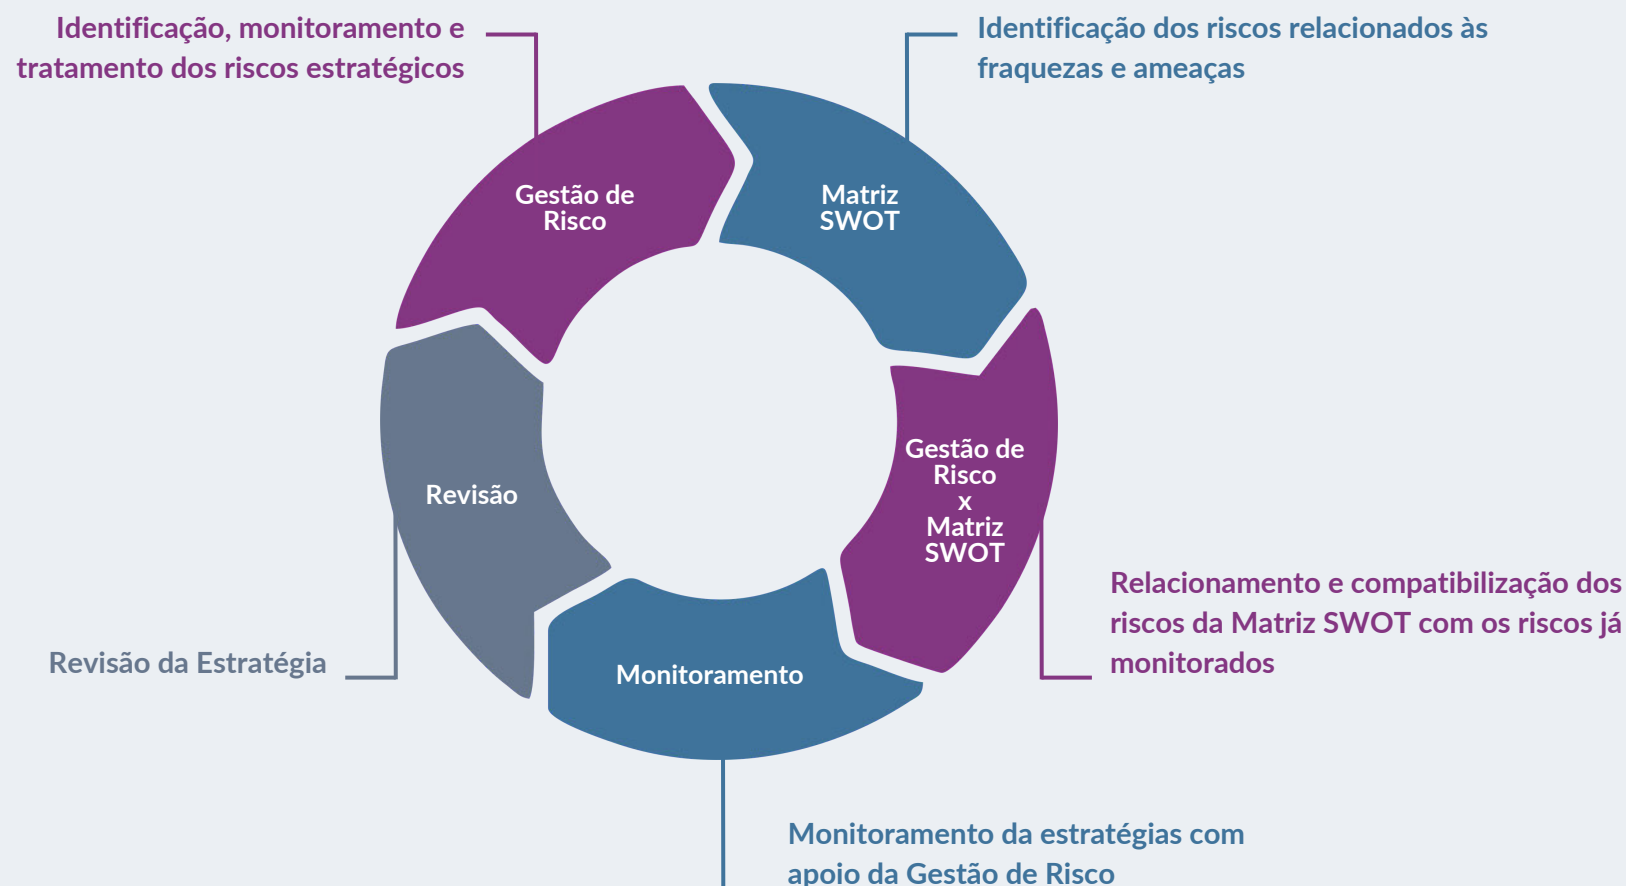 Identificação, monitoramento e
tratamento dos riscos estratégicos
Identificação dos riscos relacionados às
fraquezas e ameaças
Gestão de
Risco
Matriz
SWOT
Gestão de
Risco
x
Matriz
SWOT
Revisão
Relacionamento e compatibilização dos
riscos da Matriz SWOT com os riscos já
monitorados
Revisão da Estratégia
Monitoramento
Monitoramento da estratégias com
apoio da Gestão de Risco